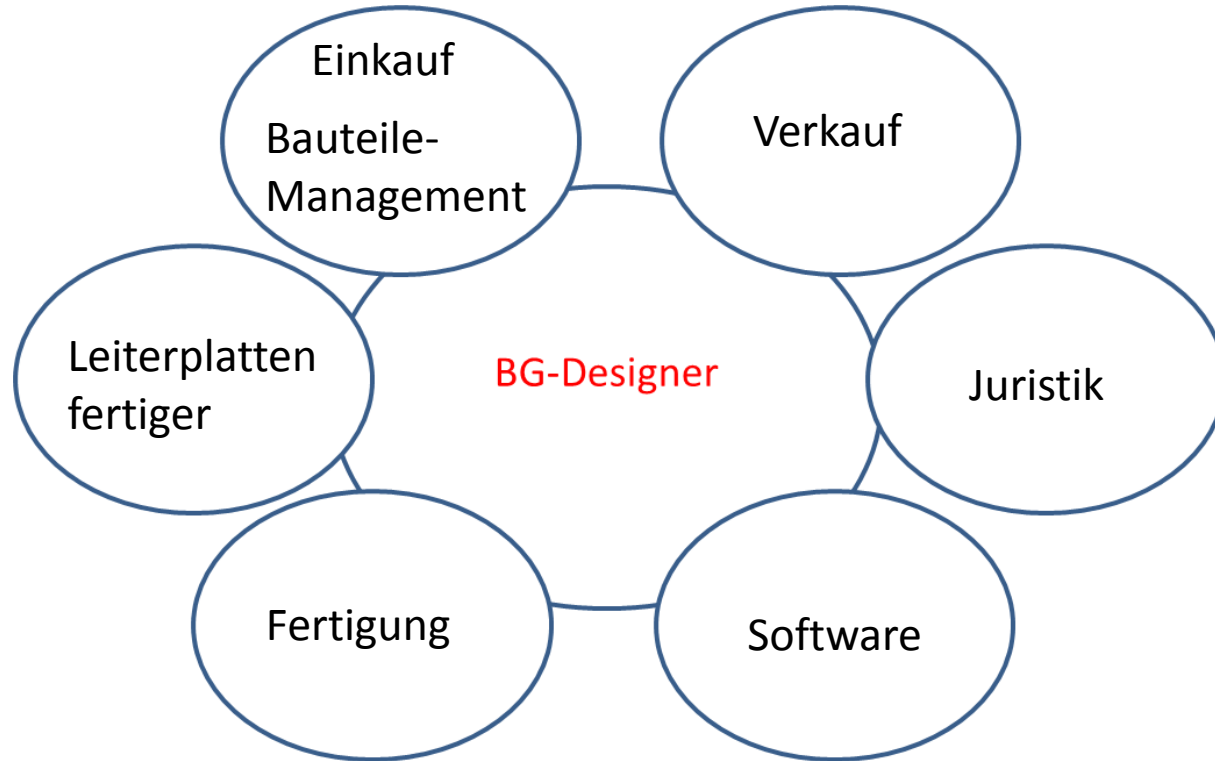 Einkauf
Bauteile-
Management
Verkauf
Leiterplatten
fertiger
BG-Designer
Juristik
Fertigung
Software